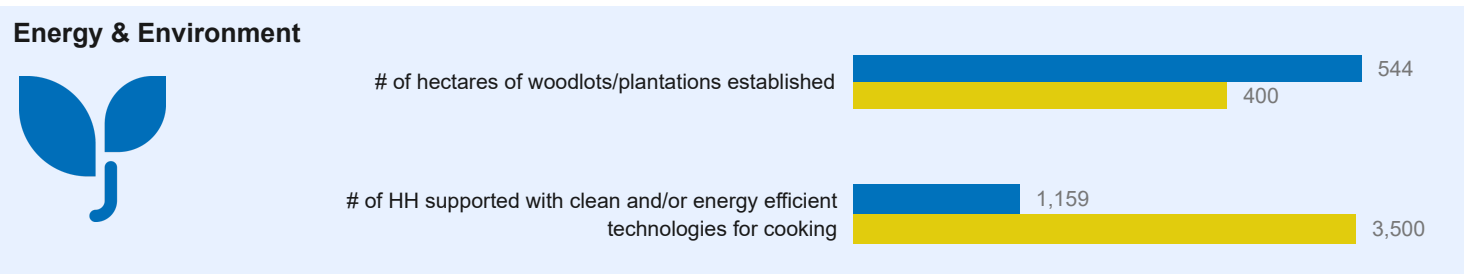 Energy & Environment
# of hectares of woodlots/plantations established
544
400
# of HH supported with clean and/or energy efficient
technologies for cooking
1,159
3,500